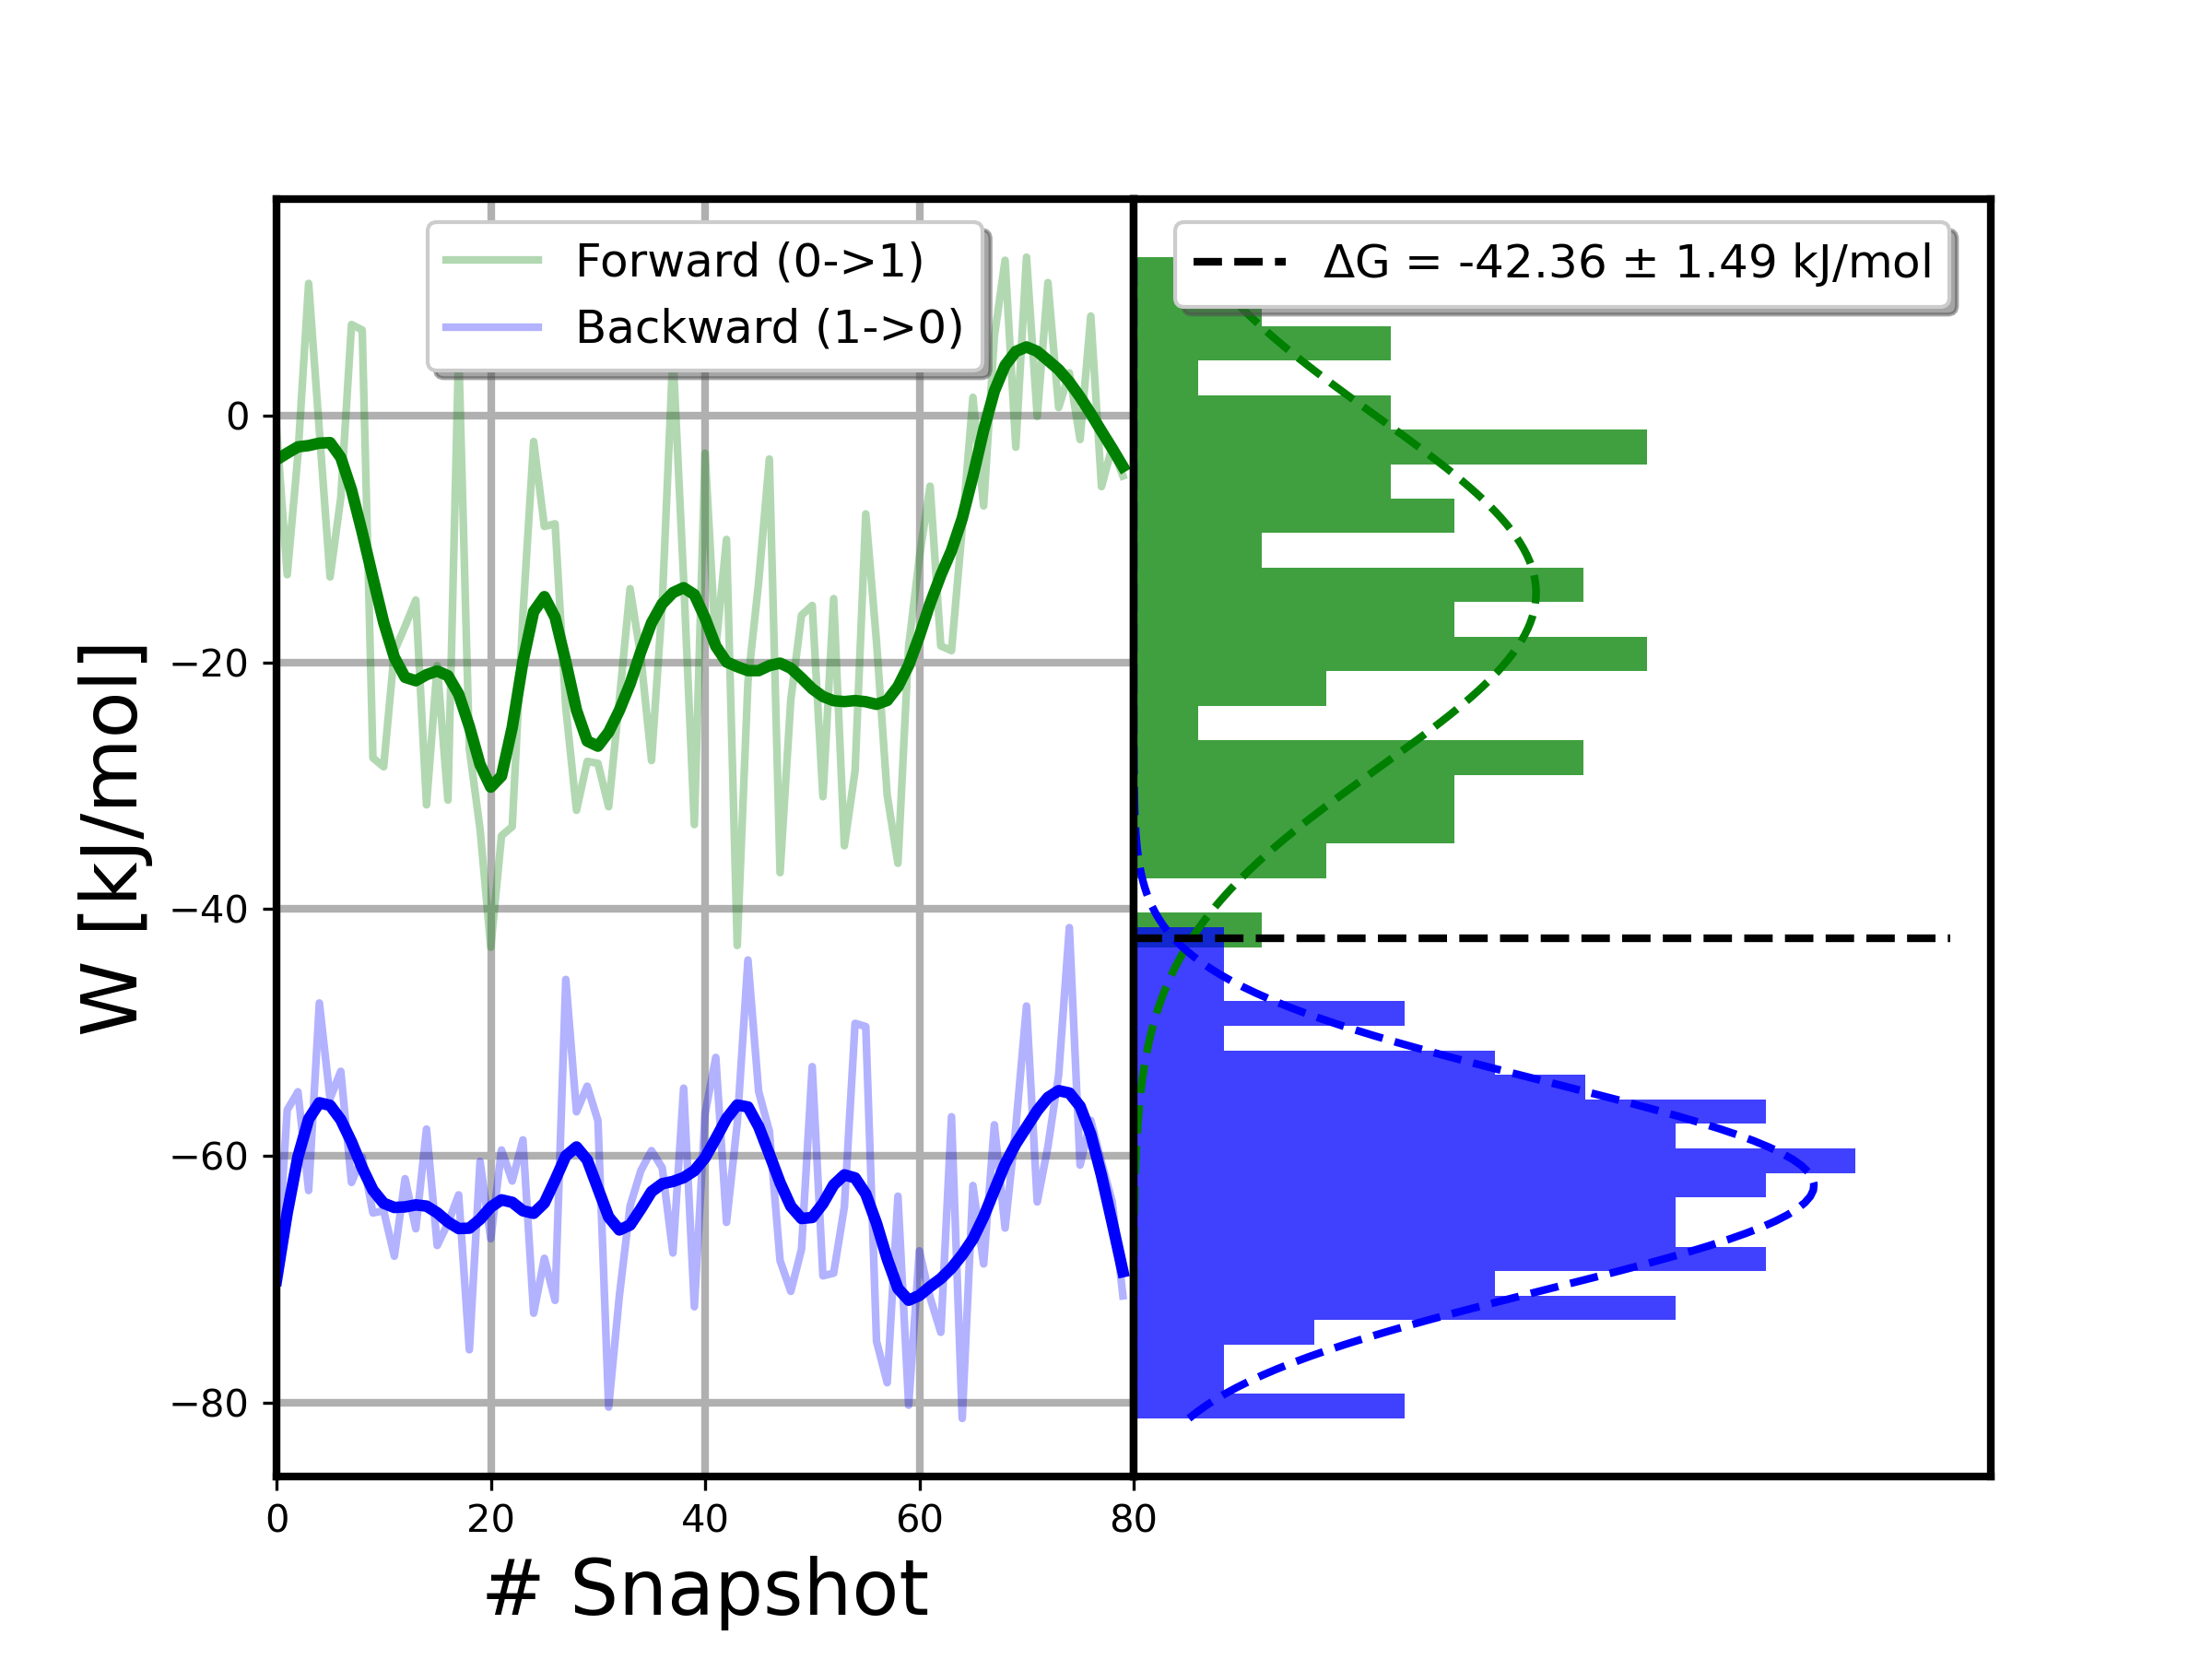 Forward (0->1)
Backward (1->0)
ΔG = -42.36 ± 1.49 kJ/mol
W [kJ/mol]
0
−20
−40
−60
−80
0 20 40 60 80
# Snapshot